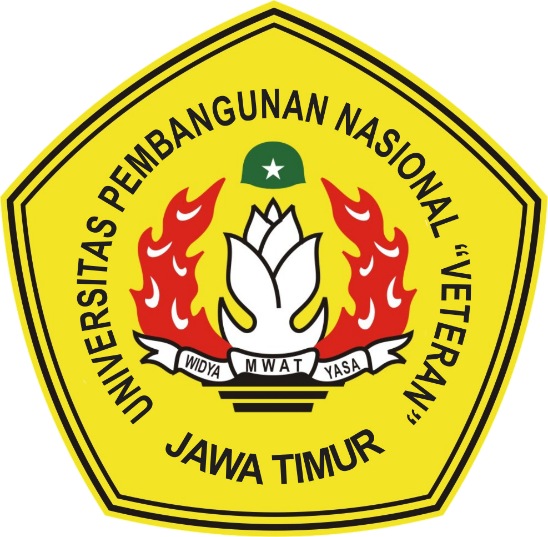 UNIVERSITAS PEMBANGUNAN NASIONAL “VETERAN”
WIDYA MWAT YASA
JAWA TIMUR